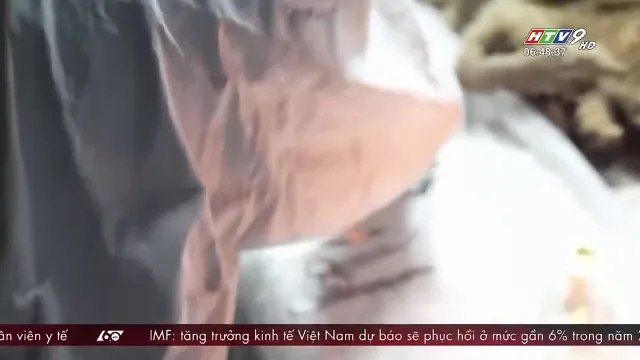 HTV9 HD
06:48:37
ân viên y tế 60 IMF: tăng trưởng kinh tế Việt Nam dự báo sẽ phục hồi ở mức gần 6% trong năm